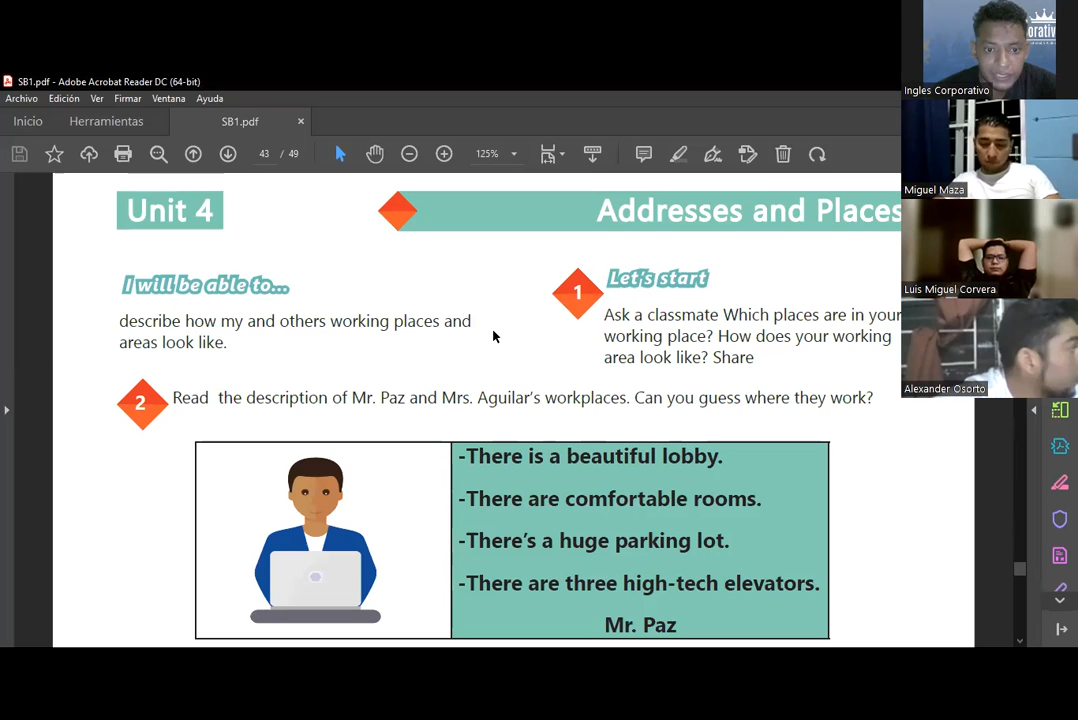 SB1.pdf - Adobe Acrobat Reader DC (64-bit)
Archivo Edición Ver Firmar Ventana Ayuda
Inicio Herramientas SB1.pdf ×
43 / 49 125%
Unit 4
Addresses and Places
I will be able to...
describe how my and others working places and
areas look like.
1
Let's start
Ask a classmate Which places are in your
working place? How does your working
area look like? Share
2
Read the description of Mr. Paz and Mrs. Aguilar's workplaces. Can you guess where they work?
-There is a beautiful lobby.
-There are comfortable rooms.
-There's a huge parking lot.
-There are three high-tech elevators.
Mr. Paz
Ingles Corporativo
Miguel Maza
Luis Miguel Corvera
Alexander Osorto